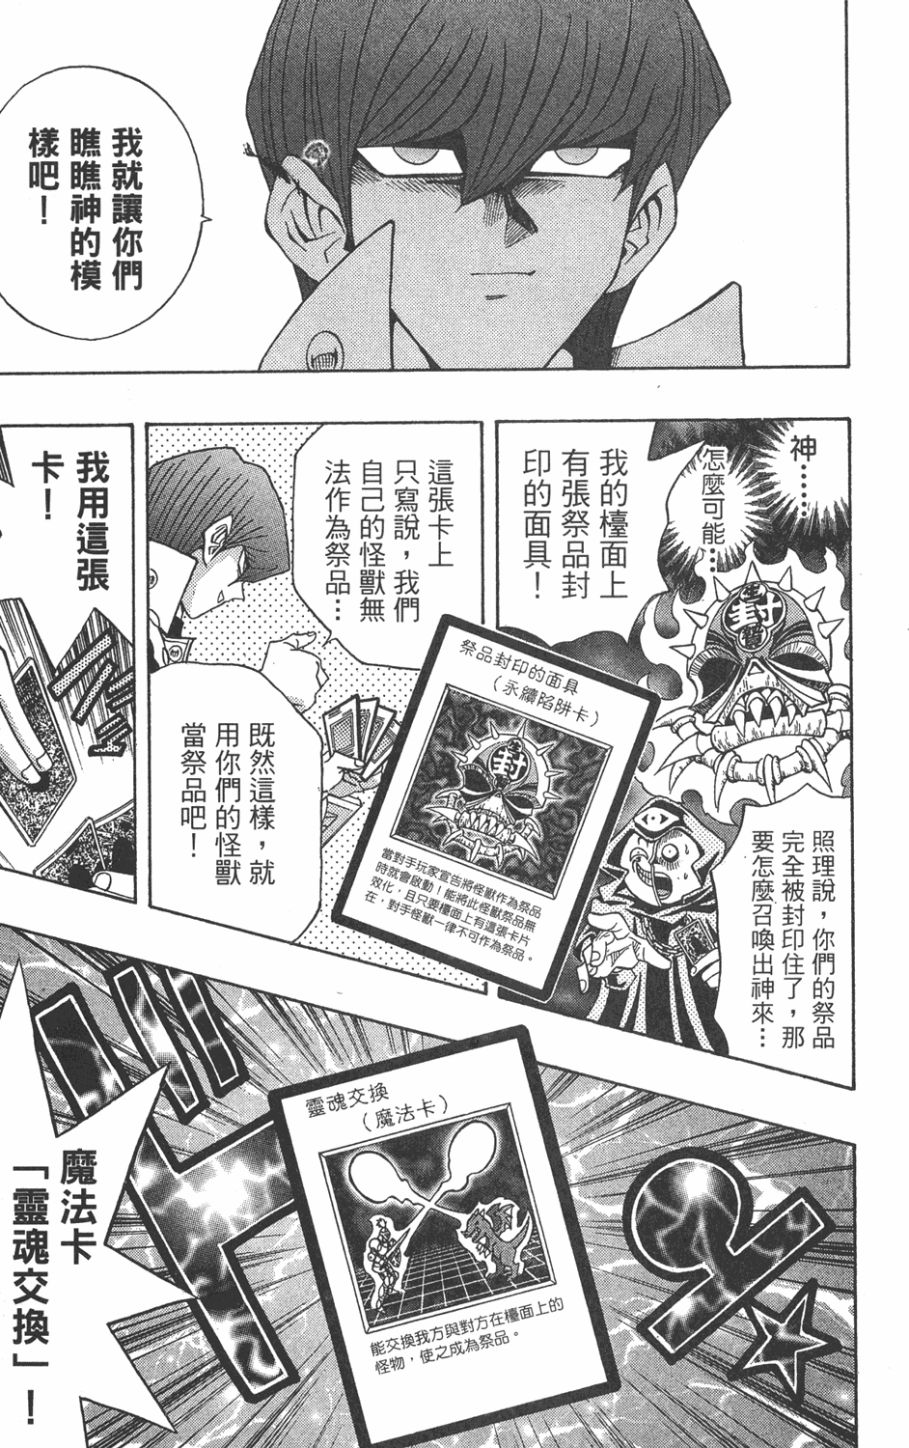 我就讓你們
瞧瞧神的模
樣吧！
神……
怎麼可能…
我的檯面上
有張祭品封
印的面具！
生
封
贄
照理說，你們的祭品
完全被封印住了，那
要怎麼召喚出神來…
這張卡上
只寫說，我們
自己的怪獸無
法作為祭品…
祭品封印的面具
（永續陷阱卡）
生
封
當對手玩家宣告將怪獸作為祭品
時就會啟動！能將此怪獸祭品無
效化，且只要檯面上有這張卡片
在，對手怪獸一律不可作為祭品。
既然這樣，就
用你們的怪獸
當祭品吧！
我用這張
卡！
靈魂交換
（魔法卡）
能交換我方與對方在檯面上的
怪物，使之成為祭品。
魔法卡
「靈魂交換」！